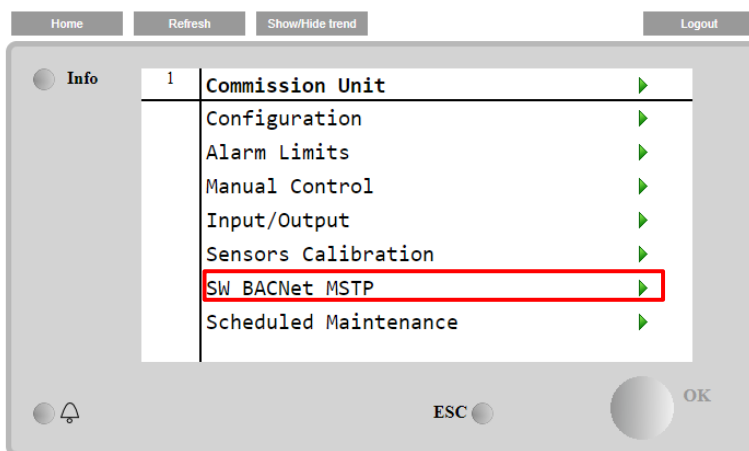 Home Refresh Show/Hide trend Logout
Info 1 Commission Unit
Configuration
Alarm Limits
Manual Control
Input/Output
Sensors Calibration
SW BACNet MSTP
Scheduled Maintenance
ESC OK